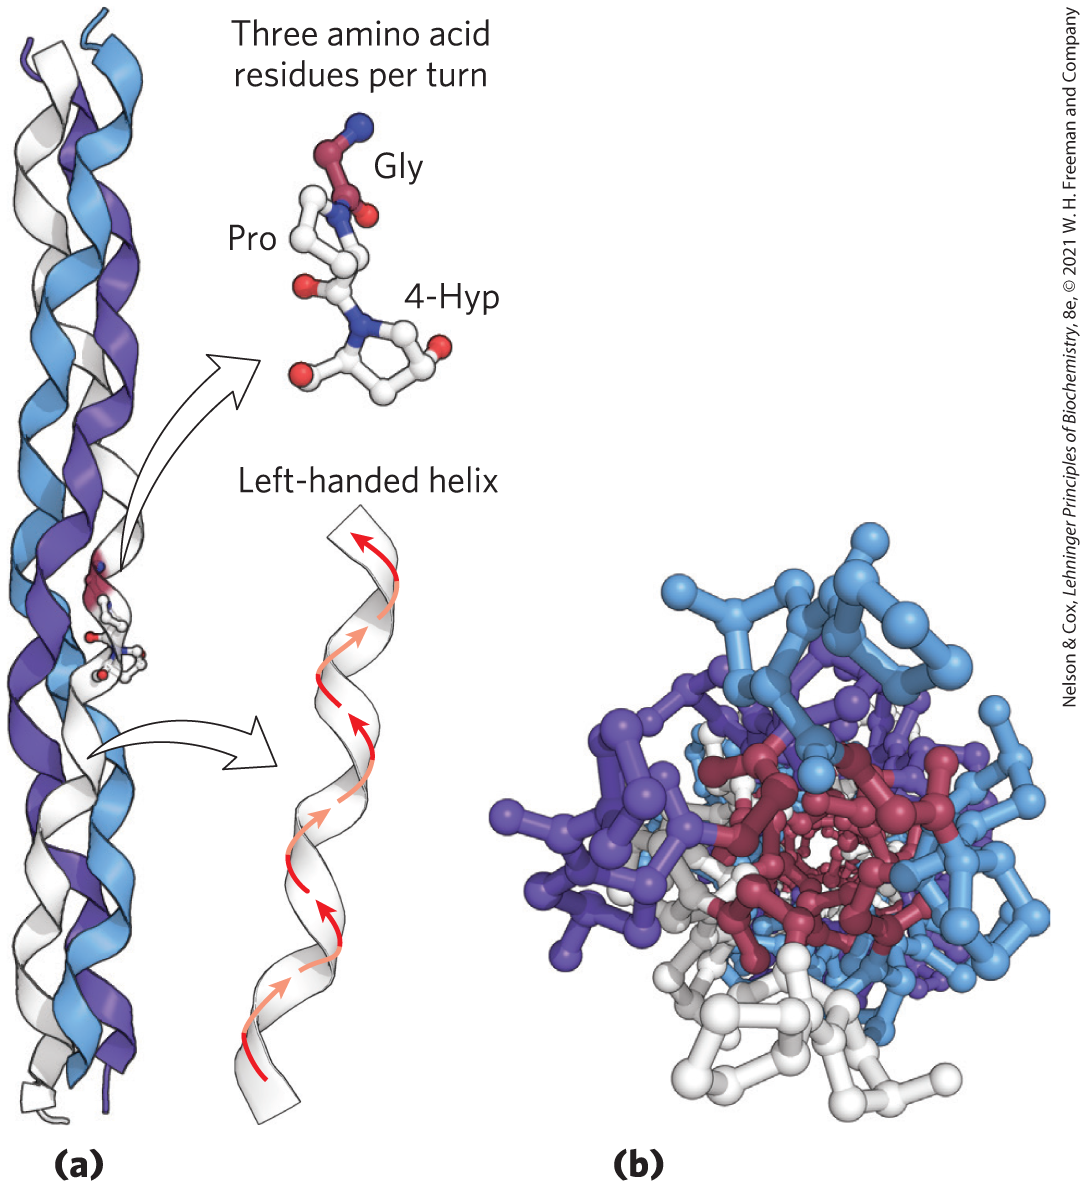 Three amino acid
residues per turn
Gly
Pro
4-Hyp
Left-handed helix
(a)
(b)
Nelson & Cox, Lehninger Principles of Biochemistry, 8e, © 2021 W. H. Freeman and Company